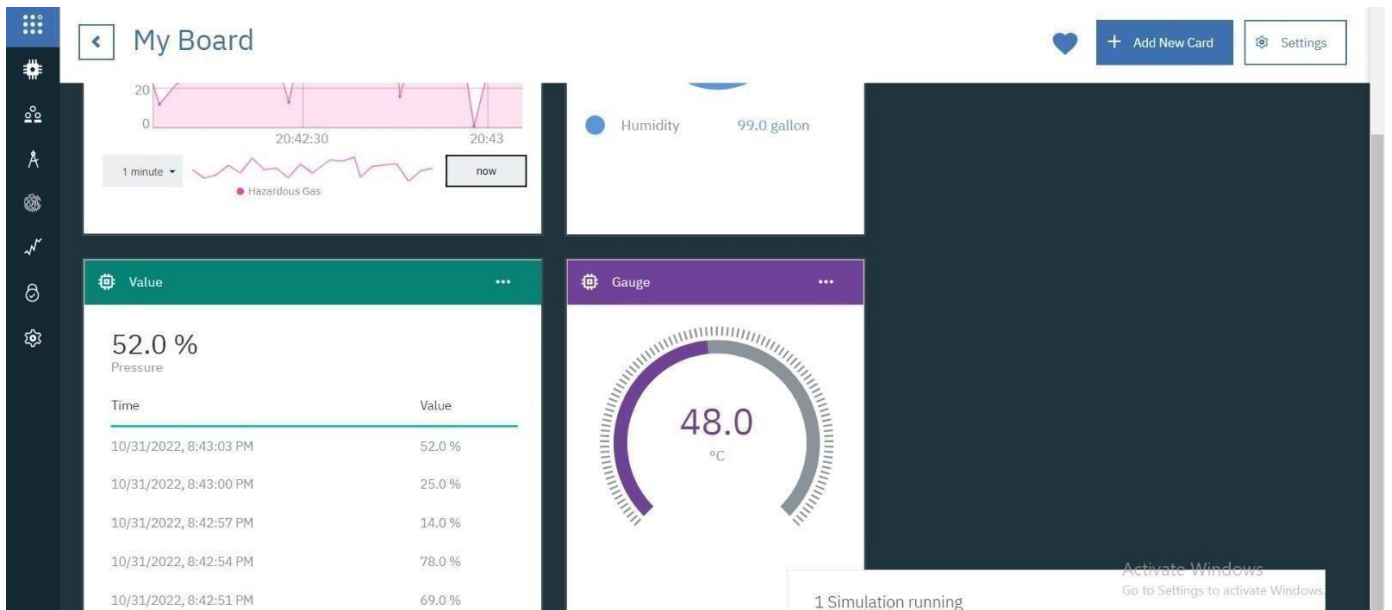 My Board
+ Add New Card
Settings
20
0
20:42:30
20:43
1 minute
now
Hazardous Gas
Humidity 99.0 gallon
Value
52.0 %
Pressure
Time Value
10/31/2022, 8:43:03 PM 52.0 %
10/31/2022, 8:43:00 PM 25.0 %
10/31/2022, 8:42:57 PM 14.0 %
10/31/2022, 8:42:54 PM 78.0 %
10/31/2022, 8:42:51 PM 69.0 %
Gauge
48.0
°C
Activate Windows
Go to Settings to activate Windows.
1 Simulation running